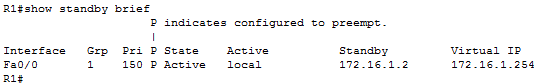 R1#show standby brief
                     P indicates configured to preempt.
                     |
Interface   Grp  Pri P State   Active          Standby         Virtual IP
Fa0/0       1    150 P Active  local           172.16.1.2      172.16.1.254
R1#